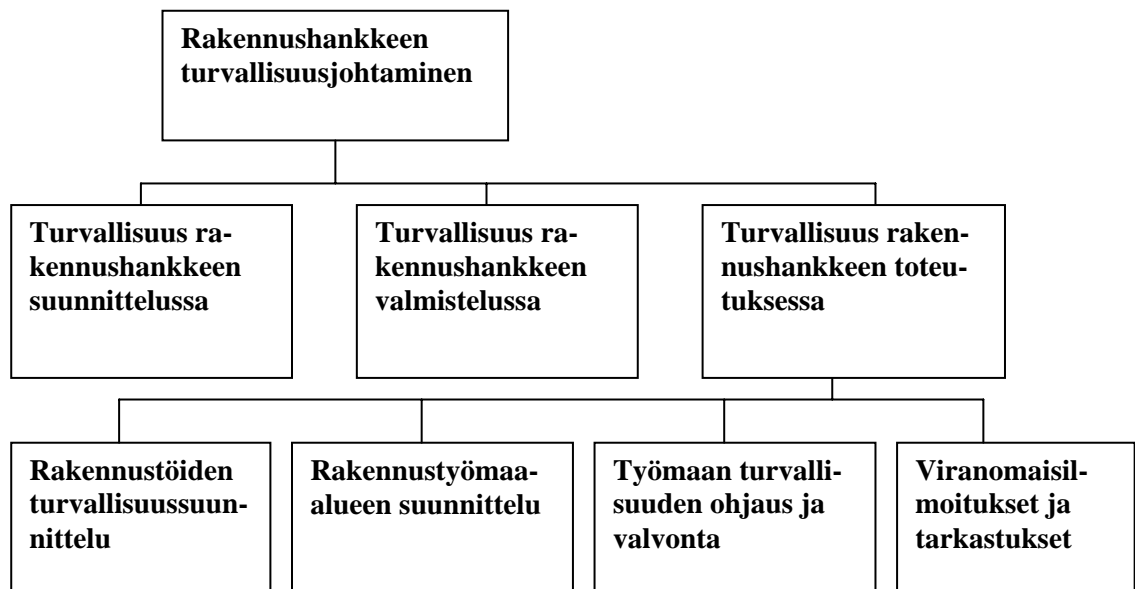 Rakennushankkeen
turvallisuusjohtaminen
Turvallisuus ra-
kennushankkeen
suunnittelussa
Turvallisuus ra-
kennushankkeen
valmistelussa
Turvallisuus raken-
nushankkeen toteu-
tuksessa
Rakennustöiden
turvallisuussuun-
nittelu
Rakennustyömaa-
alueen suunnittelu
Työmaan turvalli-
suuden ohjaus ja
valvonta
Viranomaisil-
moitukset ja
tarkastukset